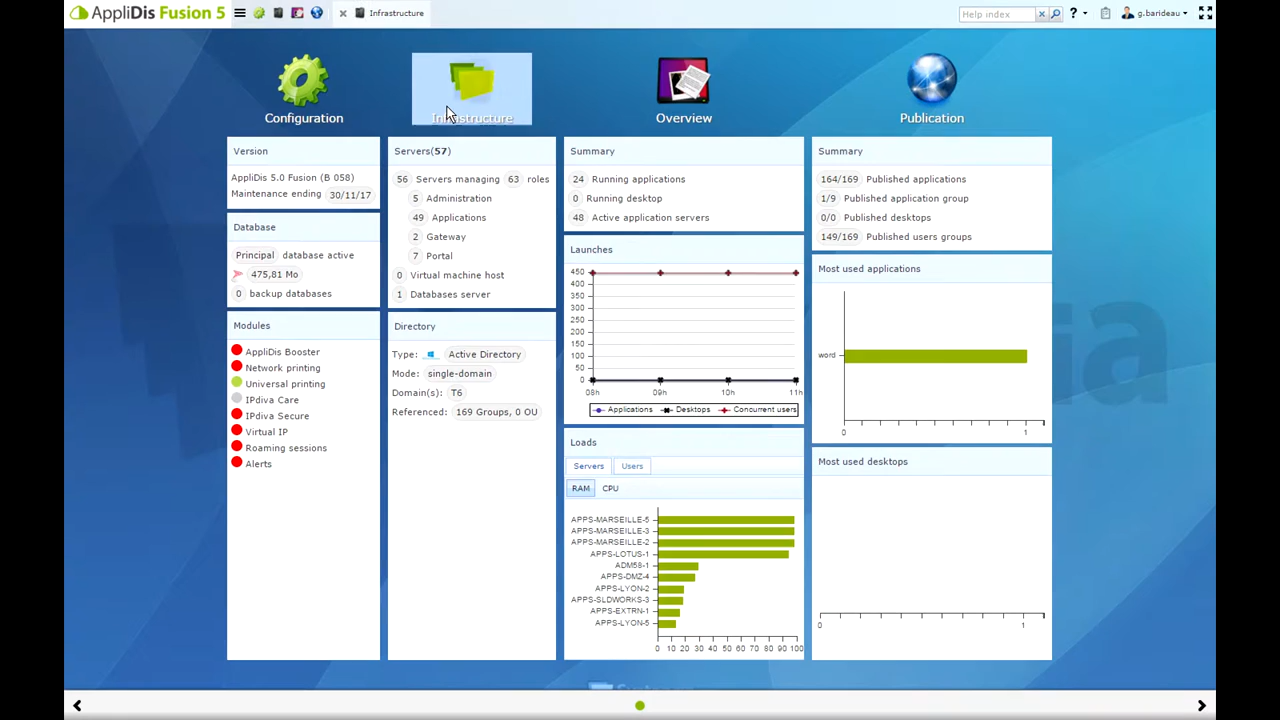 AppliDis Fusion 5
Infrastructure
Help index
?
g.barideau
Configuration
Infrastructure
Overview
Publication
Version
AppliDis 5.0 Fusion (B 058)
Maintenance ending 30/11/17
Database
Principal database active
475,81 Mo
0 backup databases
Modules
AppliDis Booster
Network printing
Universal printing
IPdiva Care
IPdiva Secure
Virtual IP
Roaming sessions
Alerts
Servers(57)
56 Servers managing 63 roles
5 Administration
49 Applications
2 Gateway
7 Portal
0 Virtual machine host
1 Databases server
Directory
Type: Active Directory
Mode: single-domain
Domain(s): T6
Referenced: 169 Groups, 0 OU
Summary
24 Running applications
0 Running desktop
48 Active application servers
Launches
450
400
350
300
250
200
150
100
50
0
08h 09h 10h 11h
Applications Desktops Concurrent users
Loads
Servers Users
RAM CPU
APPS-MARSEILLE-5
APPS-MARSEILLE-3
APPS-MARSEILLE-2
APPS-LOTUS-1
ADM58-1
APPS-DMZ-4
APPS-LYON-2
APPS-SLDWORKS-3
APPS-EXTRN-1
APPS-LYON-5
0 10 20 30 40 50 60 70 80 90 100
Summary
164/169 Published applications
1/9 Published application group
0/0 Published desktops
149/169 Published users groups
Most used applications
word
0 1
Most used desktops
0 1